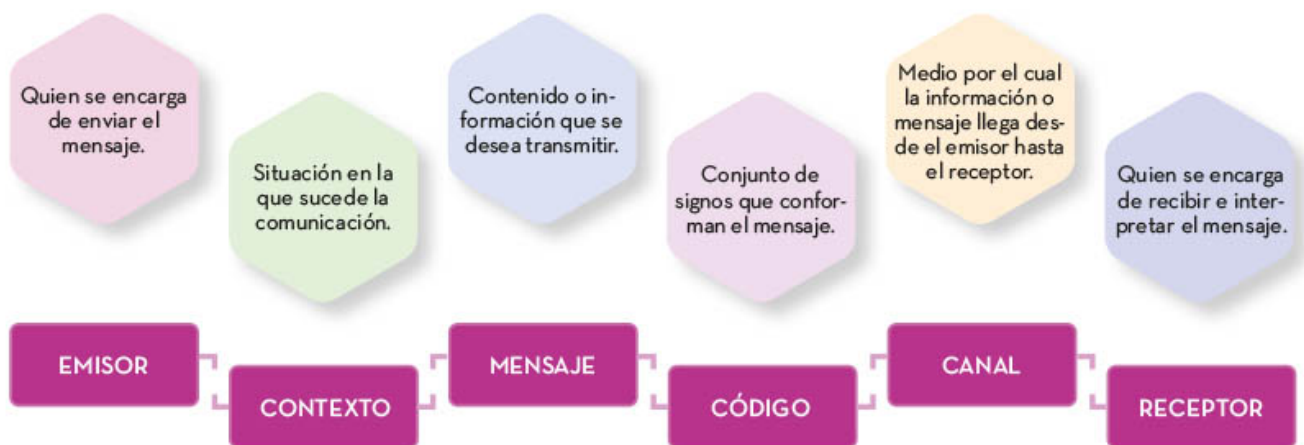 Quien se encarga
de enviar el
mensaje.
Situación en la
que sucede la
comunicación.
Contenido o in-
formación que se
desea transmitir.
Conjunto de
signos que confor-
man el mensaje.
Medio por el cual
la información o
mensaje llega des-
de el emisor hasta
el receptor.
Quien se encarga
de recibir e inter-
pretar el mensaje.
EMISOR
CONTEXTO
MENSAJE
CÓDIGO
CANAL
RECEPTOR